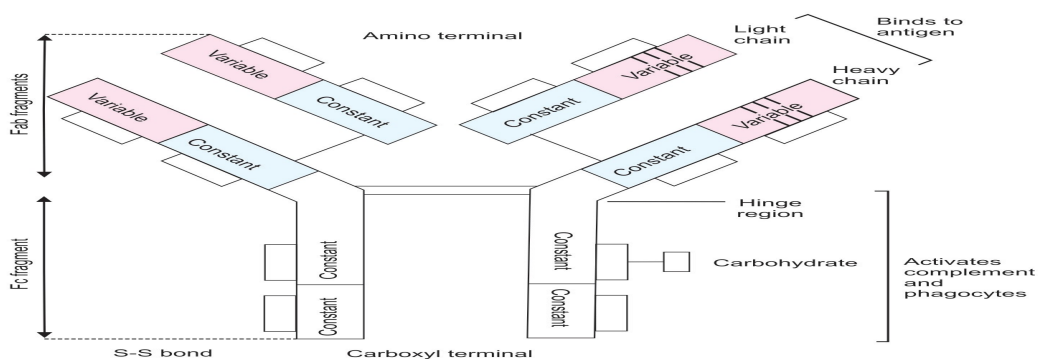 Amino terminal
Light
chain
Binds to
antigen
Heavy
chain
Fab fragments
Variable
Constant
Variable
Constant
Variable
Constant
Variable
Constant
Hinge
region
Fc fragment
Constant
Constant
Constant
Constant
Carbohydrate
Activates
complement
and
phagocytes
S-S bond
Carboxyl terminal